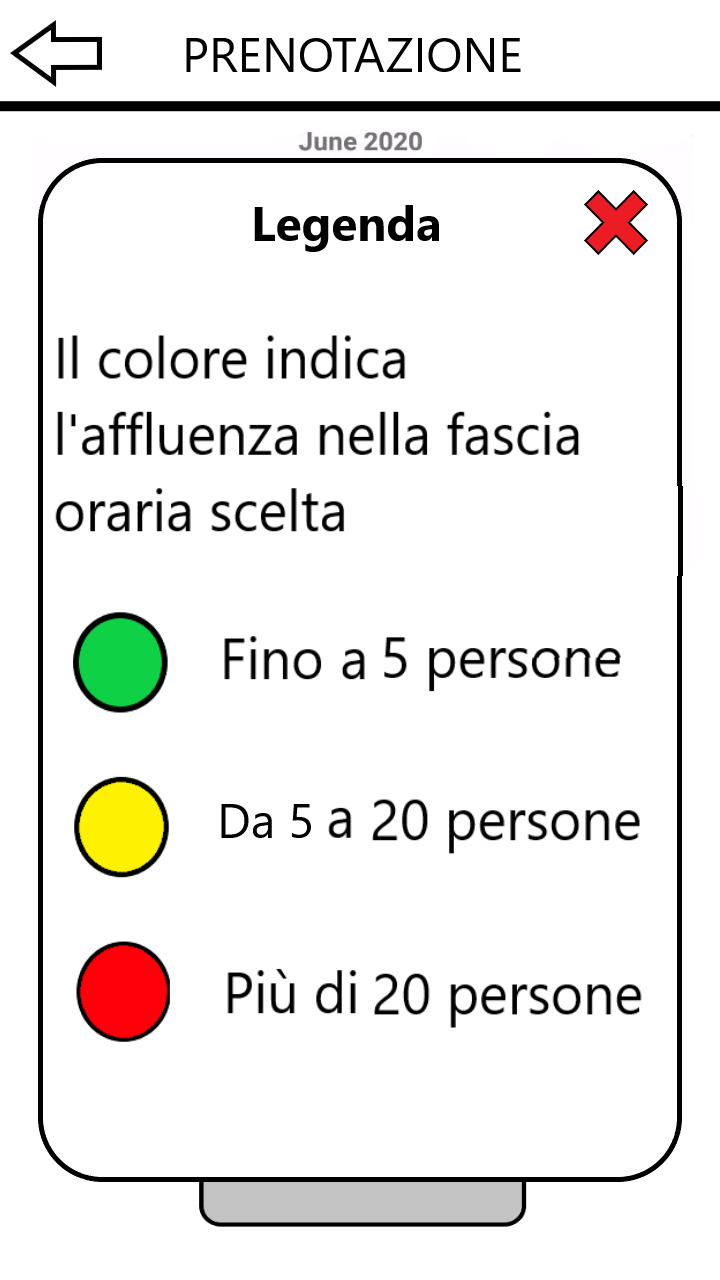 PRENOTAZIONE
June 2020
Legenda
Il colore indica
l'affluenza nella fascia
oraria scelta
Fino a 5 persone
Da 5 a 20 persone
Più di 20 persone